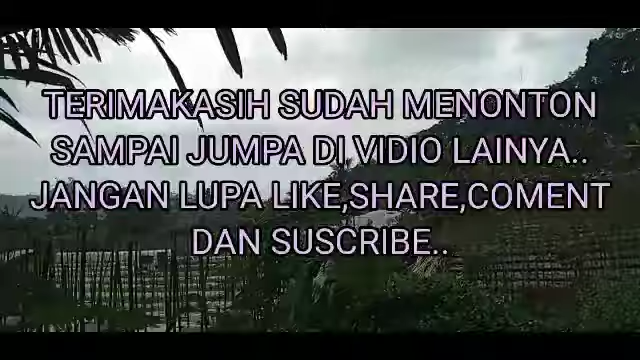 TERIMAKASIH SUDAH MENONTON
SAMPAI JUMPA DI VIDIO LAINYA..
JANGAN LUPA LIKE,SHARE,COMENT
DAN SUSCRIBE..